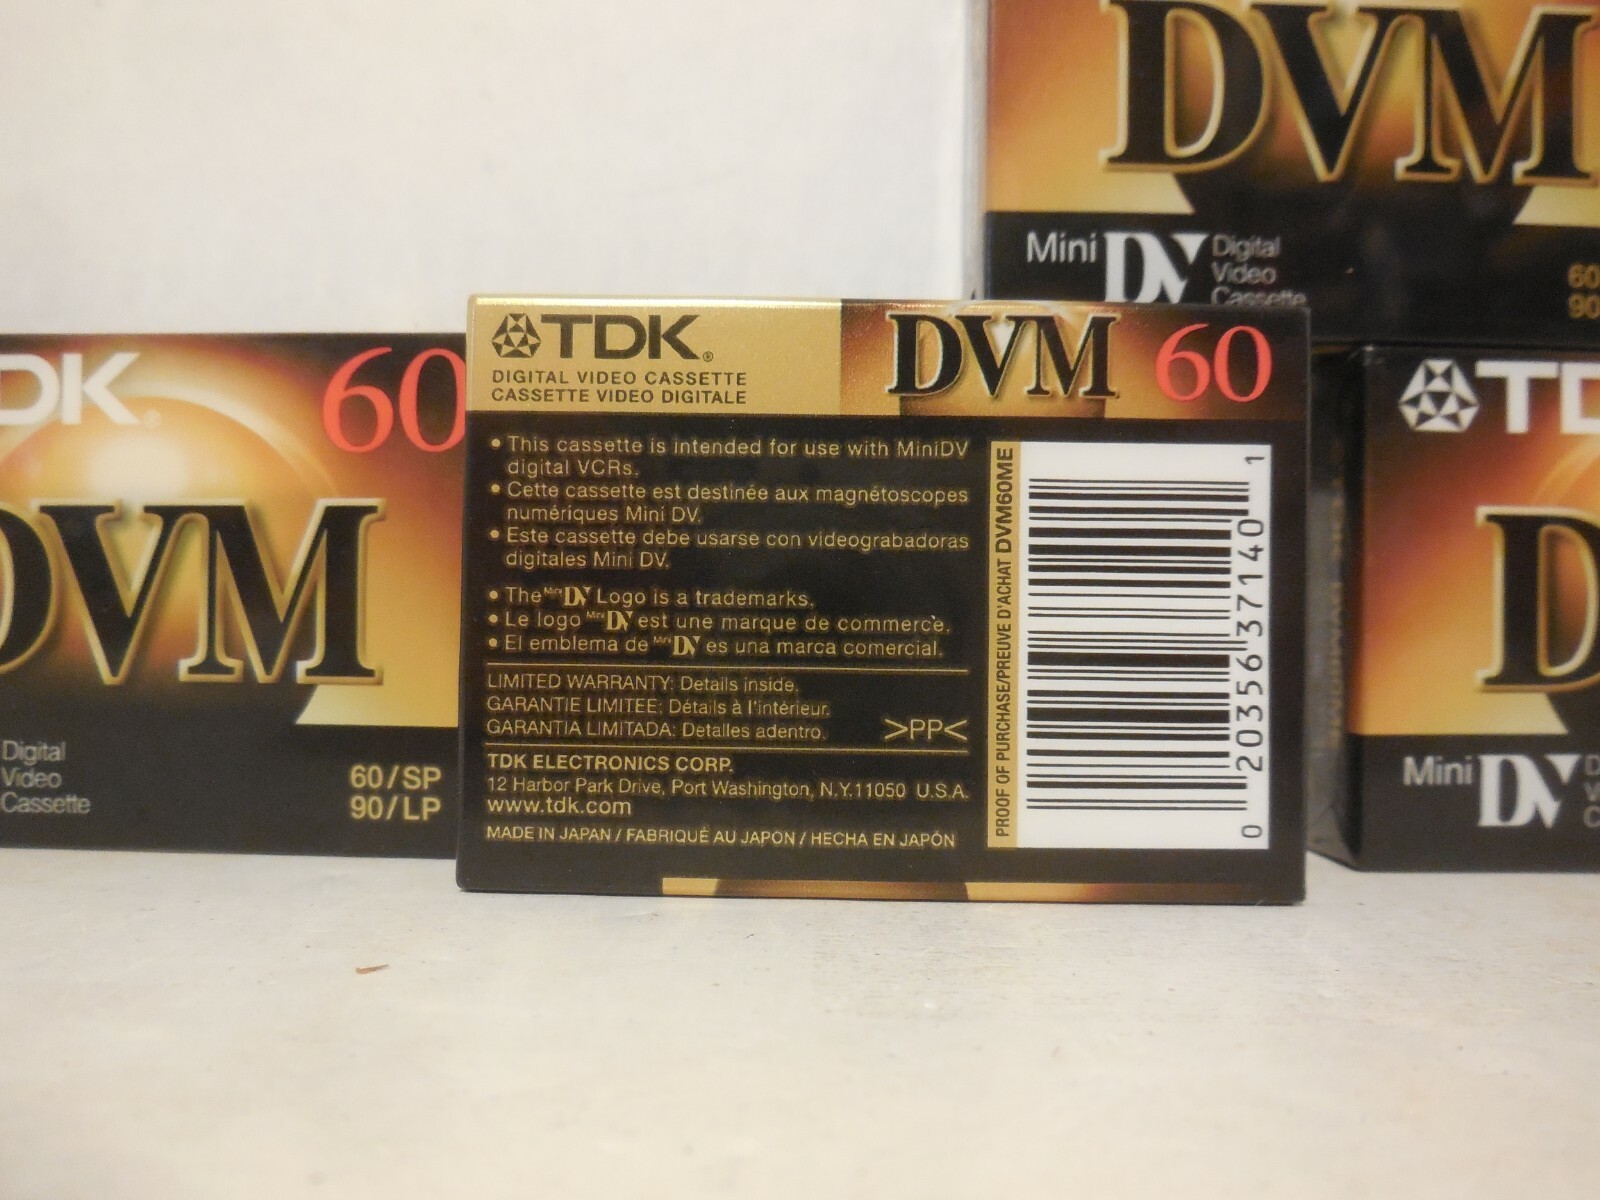 DVM
Mini DV Digital
Video
Cassette
60
90
DK
60
DVM
Digital
Video
Cassette
60/SP
90/LP
TDK®
DIGITAL VIDEO CASSETTE
CASSETTE VIDEO DIGITALE
DVM 60
• This cassette is intended for use with MiniDV
digital VCRs.
• Cette cassette est destinée aux magnétoscopes
numériques Mini DV.
• Este cassette debe usarse con videograbadoras
digitales Mini DV.
• The Mini DV Logo is a trademarks.
• Le logo Mini DV est une marque de commerce.
• El emblema de Mini DV es una marca comercial.
LIMITED WARRANTY: Details inside.
GARANTIE LIMITEE: Détails à l'intérieur.
GARANTIA LIMITADA: Detalles adentro.
>PP<
TDK ELECTRONICS CORP.
12 Harbor Park Drive, Port Washington, N.Y.11050 U.S.A.
www.tdk.com
MADE IN JAPAN / FABRIQUÉ AU JAPON / HECHA EN JAPÓN
PROOF OF PURCHASE/PREUVE D'ACHAT DVM60ME
0 20356 37140 1
TD
D
Mini DV